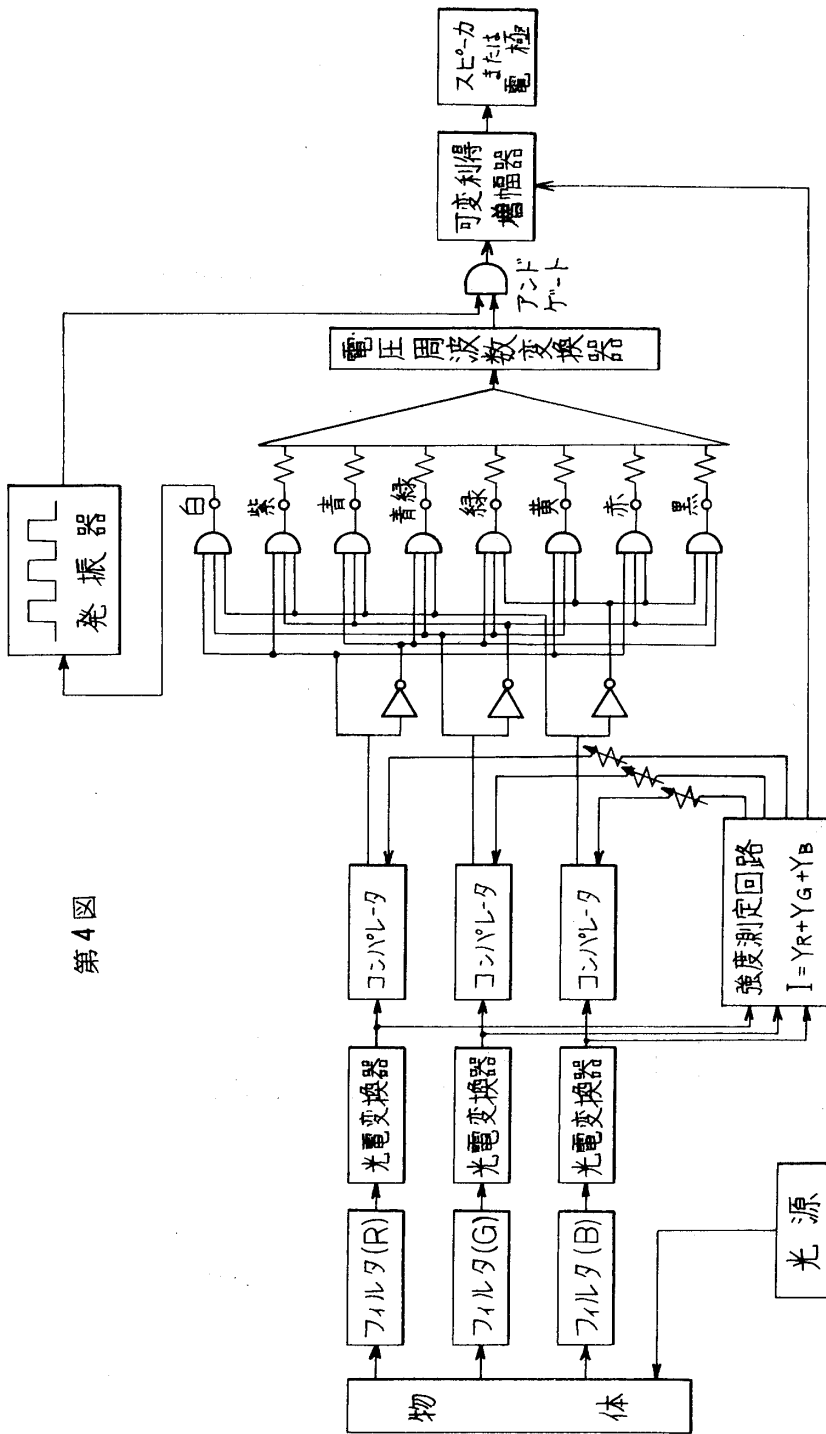 第4図
物体
光源
フィルタ(R)
フィルタ(G)
フィルタ(B)
光電変換器
光電変換器
光電変換器
コンパレータ
コンパレータ
コンパレータ
強度測定回路
I=YR+YG+YB
発振器
白
紫
青
青緑
緑
黄
赤
黒
電圧周波数変換器
アンド
ゲート
可変利得
増幅器
スピーカ
または
電極